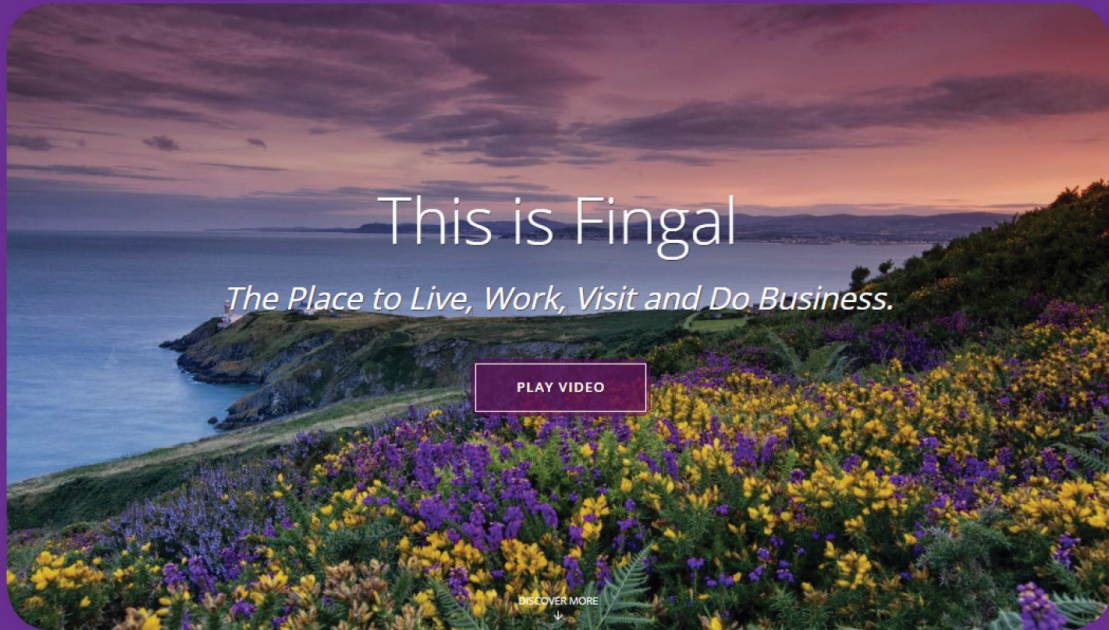 This is Fingal
The Place to Live, Work, Visit and Do Business.
PLAY VIDEO
DISCOVER MORE